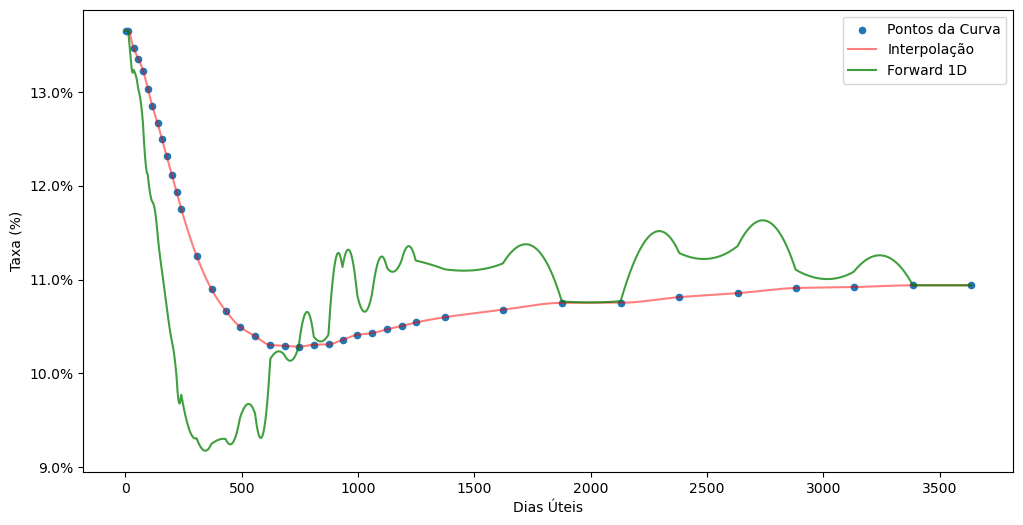 Pontos da Curva
Interpolação
Forward 1D
13.0%
12.0%
11.0%
10.0%
9.0%
Taxa (%)
0 500 1000 1500 2000 2500 3000 3500
Dias Úteis